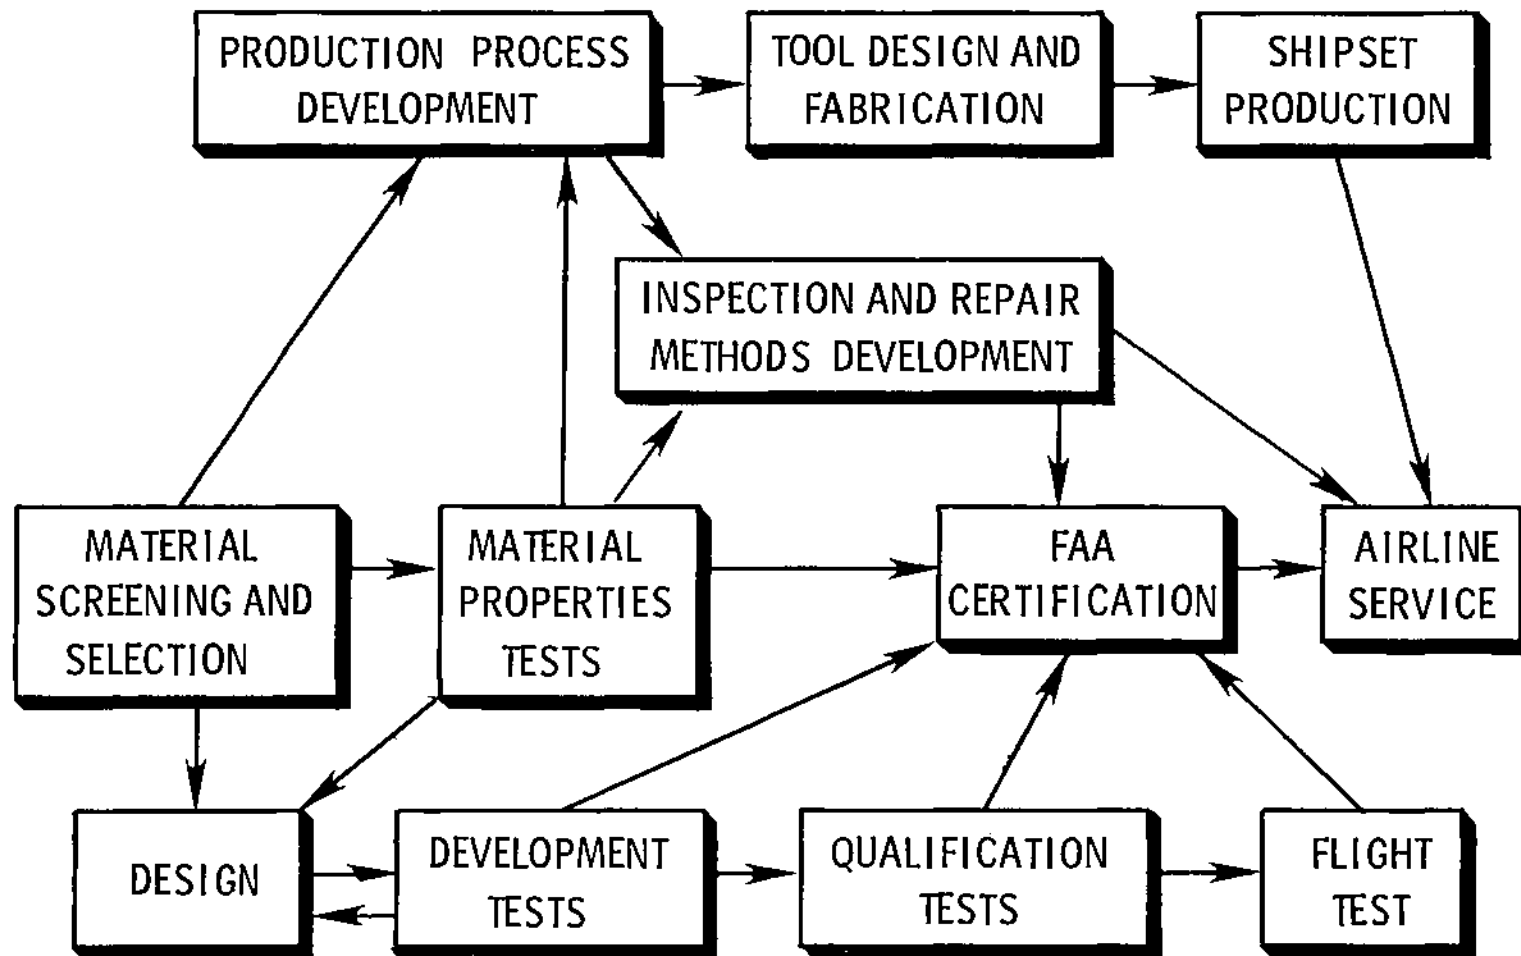 PRODUCTION PROCESS
DEVELOPMENT
TOOL DESIGN AND
FABRICATION
SHIPSET
PRODUCTION
INSPECTION AND REPAIR
METHODS DEVELOPMENT
MATERIAL
SCREENING AND
SELECTION
MATERIAL
PROPERTIES
TESTS
FAA
CERTIFICATION
AIRLINE
SERVICE
DESIGN
DEVELOPMENT
TESTS
QUALIFICATION
TESTS
FLIGHT
TEST